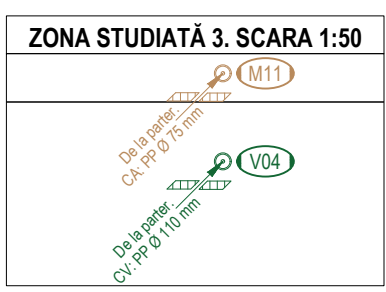 ZONA STUDIATĂ 3. SCARA 1:50
M11
De la parter.
CA: PP Ø 75 mm
V04
De la parter.
CV: PP Ø 110 mm